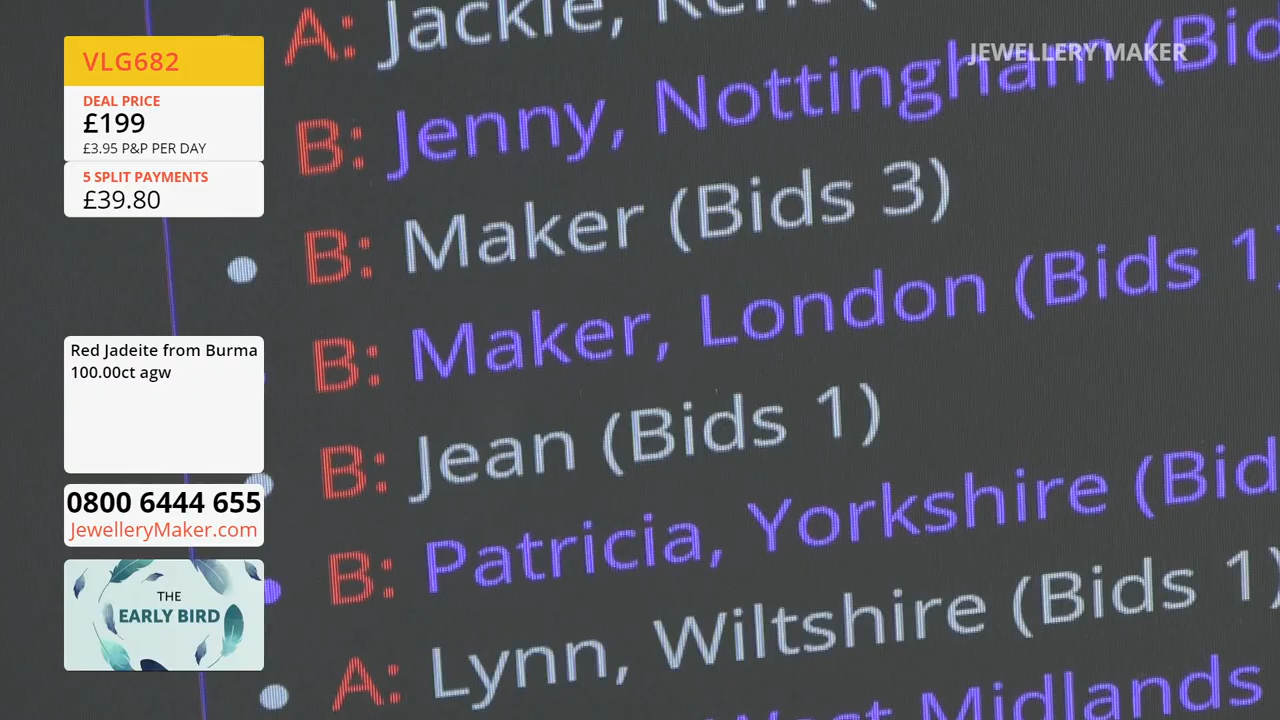 VLG682
DEAL PRICE
£199
£3.95 P&P PER DAY
5 SPLIT PAYMENTS
£39.80
Red Jadeite from Burma
100.00ct agw
0800 6444 655
JewelleryMaker.com
THE
EARLY BIRD
JEWELLERY MAKER
A: Jackie,
B: Jenny, Nottingham
B: Maker (Bids 3)
B: Maker, London (Bids 1)
B: Jean (Bids 1)
B: Patricia, Yorkshire
A: Lynn, Wiltshire (Bids 1)
West Midlands